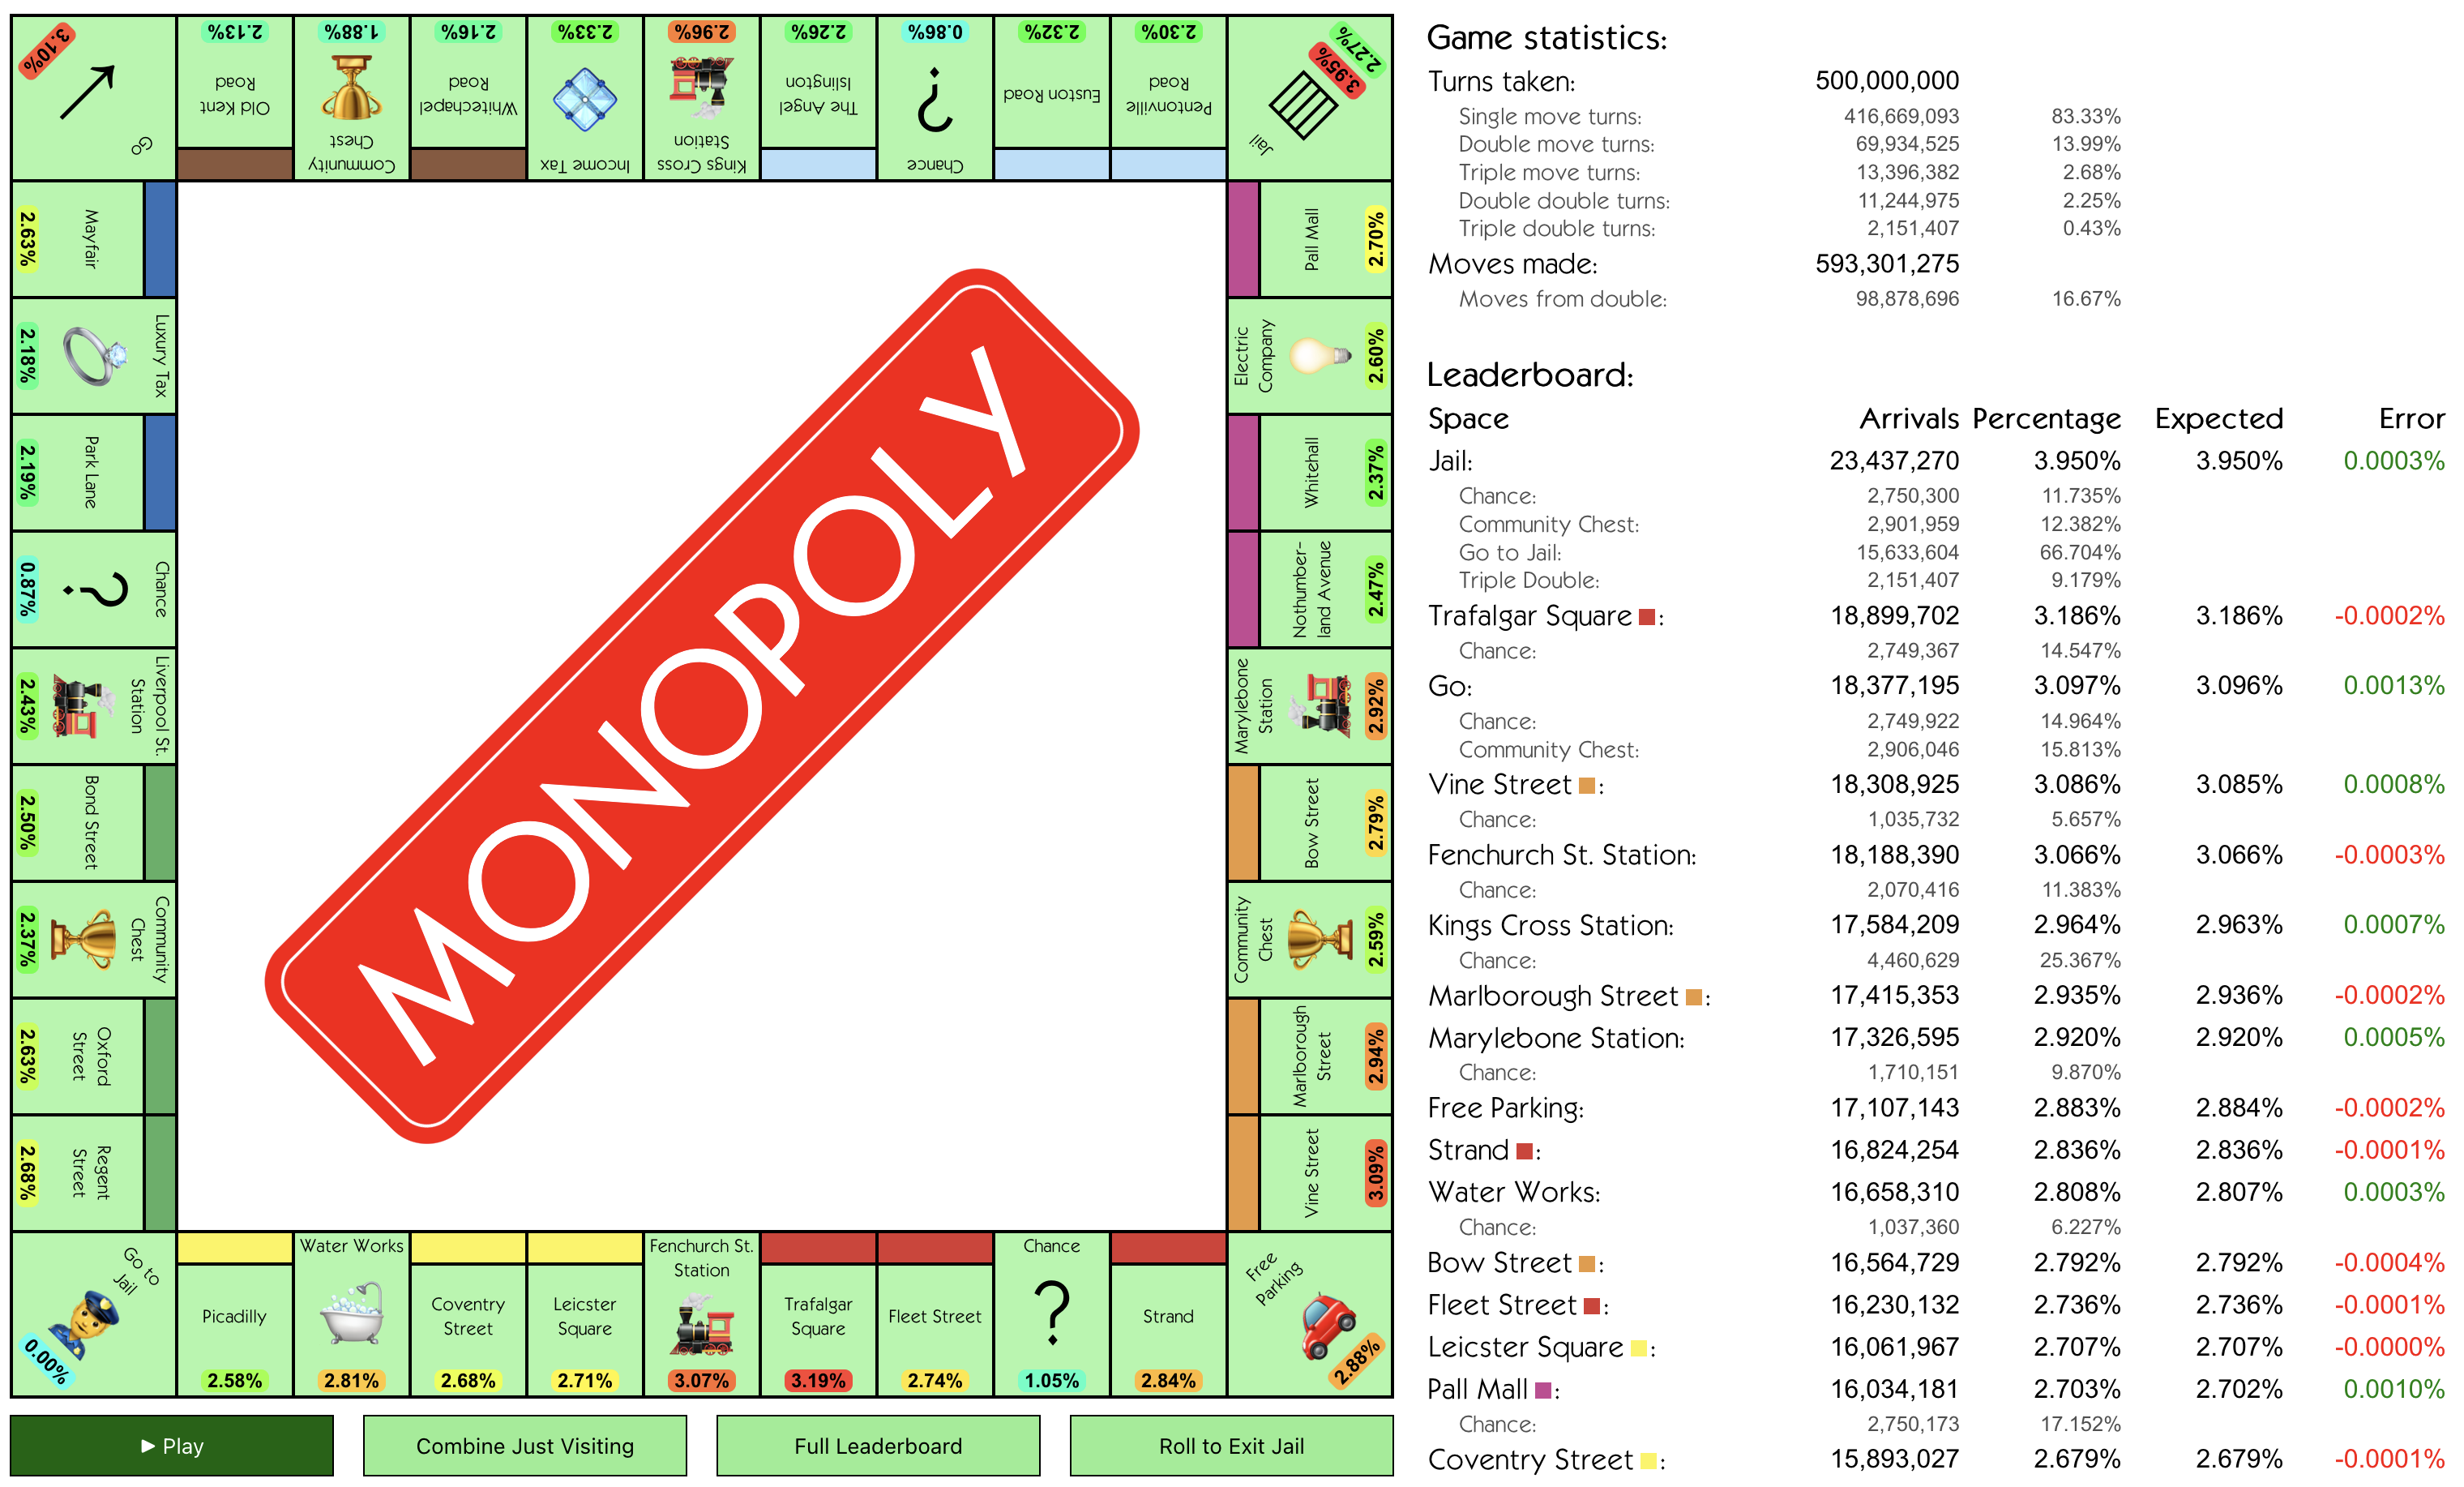 3.10%
Go
2.13%
Old Kent
Road
1.88%
Community
Chest
2.16%
Whitechapel
Road
2.33%
Income Tax
2.96%
Kings Cross
Station
2.26%
The Angel
Islington
0.86%
Chance
2.32%
Euston Road
2.30%
Pentonville
Road
2.27%
3.95%
Jail
Mayfair
2.63%
Luxury Tax
2.18%
Park Lane
2.19%
Chance
0.87%
Liverpool St.
Station
2.43%
Bond Street
2.50%
Community
Chest
2.37%
Oxford
Street
2.63%
Regent
Street
2.68%
MONOPOLY
Pall Mall
2.70%
Electric
Company
2.60%
Whitehall
2.37%
Nothumber-
land Avenue
2.47%
Marylebone
Station
2.92%
Bow Street
2.79%
Community
Chest
2.59%
Marlborough
Street
2.94%
Vine Street
3.09%
Go to
Jail
0.00%
Picadilly
2.58%
Water Works
2.81%
Coventry
Street
2.68%
Leicster
Square
2.71%
Fenchurch St.
Station
3.07%
Trafalgar
Square
3.19%
Fleet Street
2.74%
Chance
1.05%
Strand
2.84%
Free
Parking
2.88%
▶ Play
Combine Just Visiting
Full Leaderboard
Roll to Exit Jail
Game statistics:
Turns taken: 500,000,000
Single move turns: 416,669,093 83.33%
Double move turns: 69,934,525 13.99%
Triple move turns: 13,396,382 2.68%
Double double turns: 11,244,975 2.25%
Triple double turns: 2,151,407 0.43%
Moves made: 593,301,275
Moves from double: 98,878,696 16.67%
Leaderboard:
Space Arrivals Percentage Expected Error
Jail: 23,437,270 3.950% 3.950% 0.0003%
Chance: 2,750,300 11.735%
Community Chest: 2,901,959 12.382%
Go to Jail: 15,633,604 66.704%
Triple Double: 2,151,407 9.179%
Trafalgar Square : 18,899,702 3.186% 3.186% -0.0002%
Chance: 2,749,367 14.547%
Go: 18,377,195 3.097% 3.096% 0.0013%
Chance: 2,749,922 14.964%
Community Chest: 2,906,046 15.813%
Vine Street : 18,308,925 3.086% 3.085% 0.0008%
Chance: 1,035,732 5.657%
Fenchurch St. Station: 18,188,390 3.066% 3.066% -0.0003%
Chance: 2,070,416 11.383%
Kings Cross Station: 17,584,209 2.964% 2.963% 0.0007%
Chance: 4,460,629 25.367%
Marlborough Street : 17,415,353 2.935% 2.936% -0.0002%
Marylebone Station: 17,326,595 2.920% 2.920% 0.0005%
Chance: 1,710,151 9.870%
Free Parking: 17,107,143 2.883% 2.884% -0.0002%
Strand : 16,824,254 2.836% 2.836% -0.0001%
Water Works: 16,658,310 2.808% 2.807% 0.0003%
Chance: 1,037,360 6.227%
Bow Street : 16,564,729 2.792% 2.792% -0.0004%
Fleet Street : 16,230,132 2.736% 2.736% -0.0001%
Leicster Square : 16,061,967 2.707% 2.707% -0.0000%
Pall Mall : 16,034,181 2.703% 2.702% 0.0010%
Chance: 2,750,173 17.152%
Coventry Street : 15,893,027 2.679% 2.679% -0.0001%